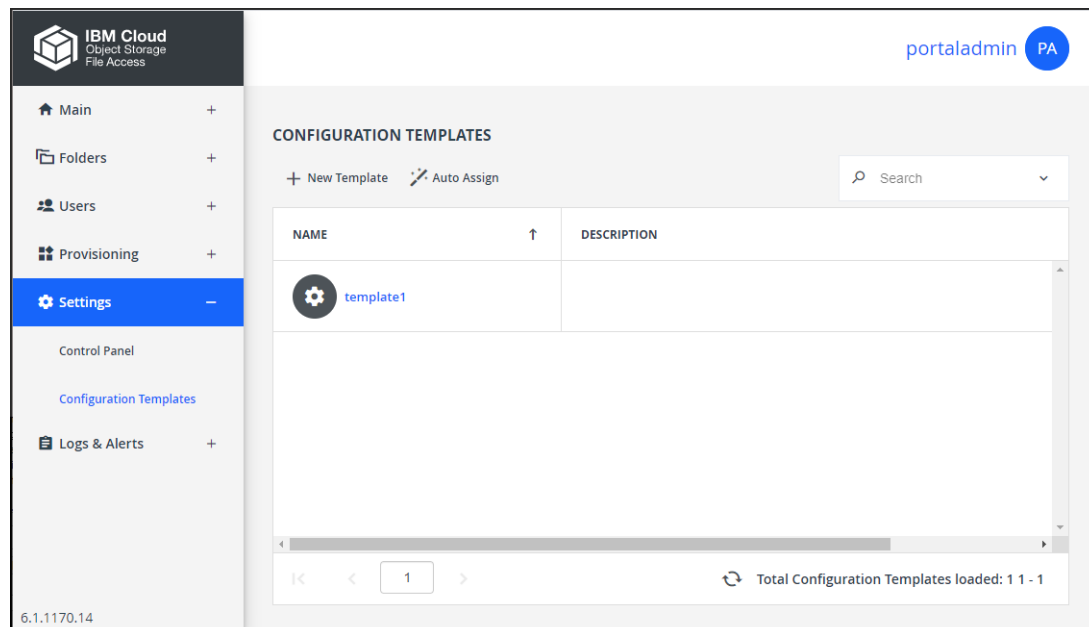 IBM Cloud
Object Storage
File Access
portaladmin PA
Main +
Folders +
Users +
Provisioning +
Settings −
Control Panel
Configuration Templates
Logs & Alerts +
6.1.1170.14
CONFIGURATION TEMPLATES
+ New Template Auto Assign Search
NAME ↑ DESCRIPTION
template1
1 Total Configuration Templates loaded: 1 1 - 1